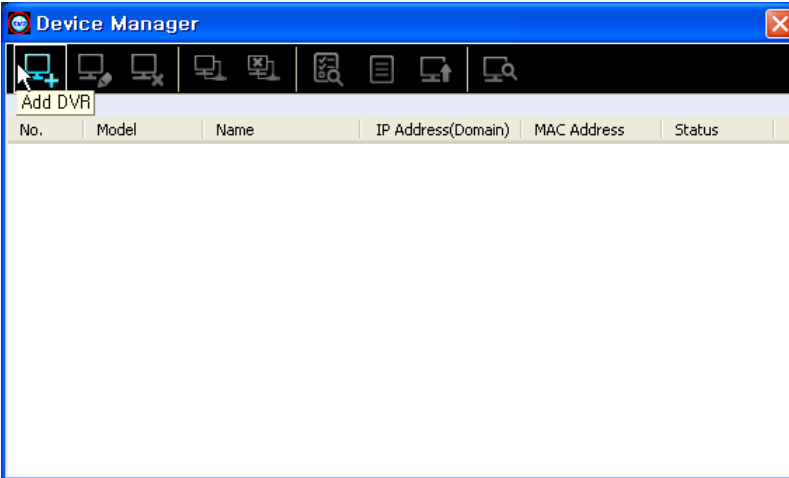 Device Manager
Add DVR
No. Model Name IP Address(Domain) MAC Address Status